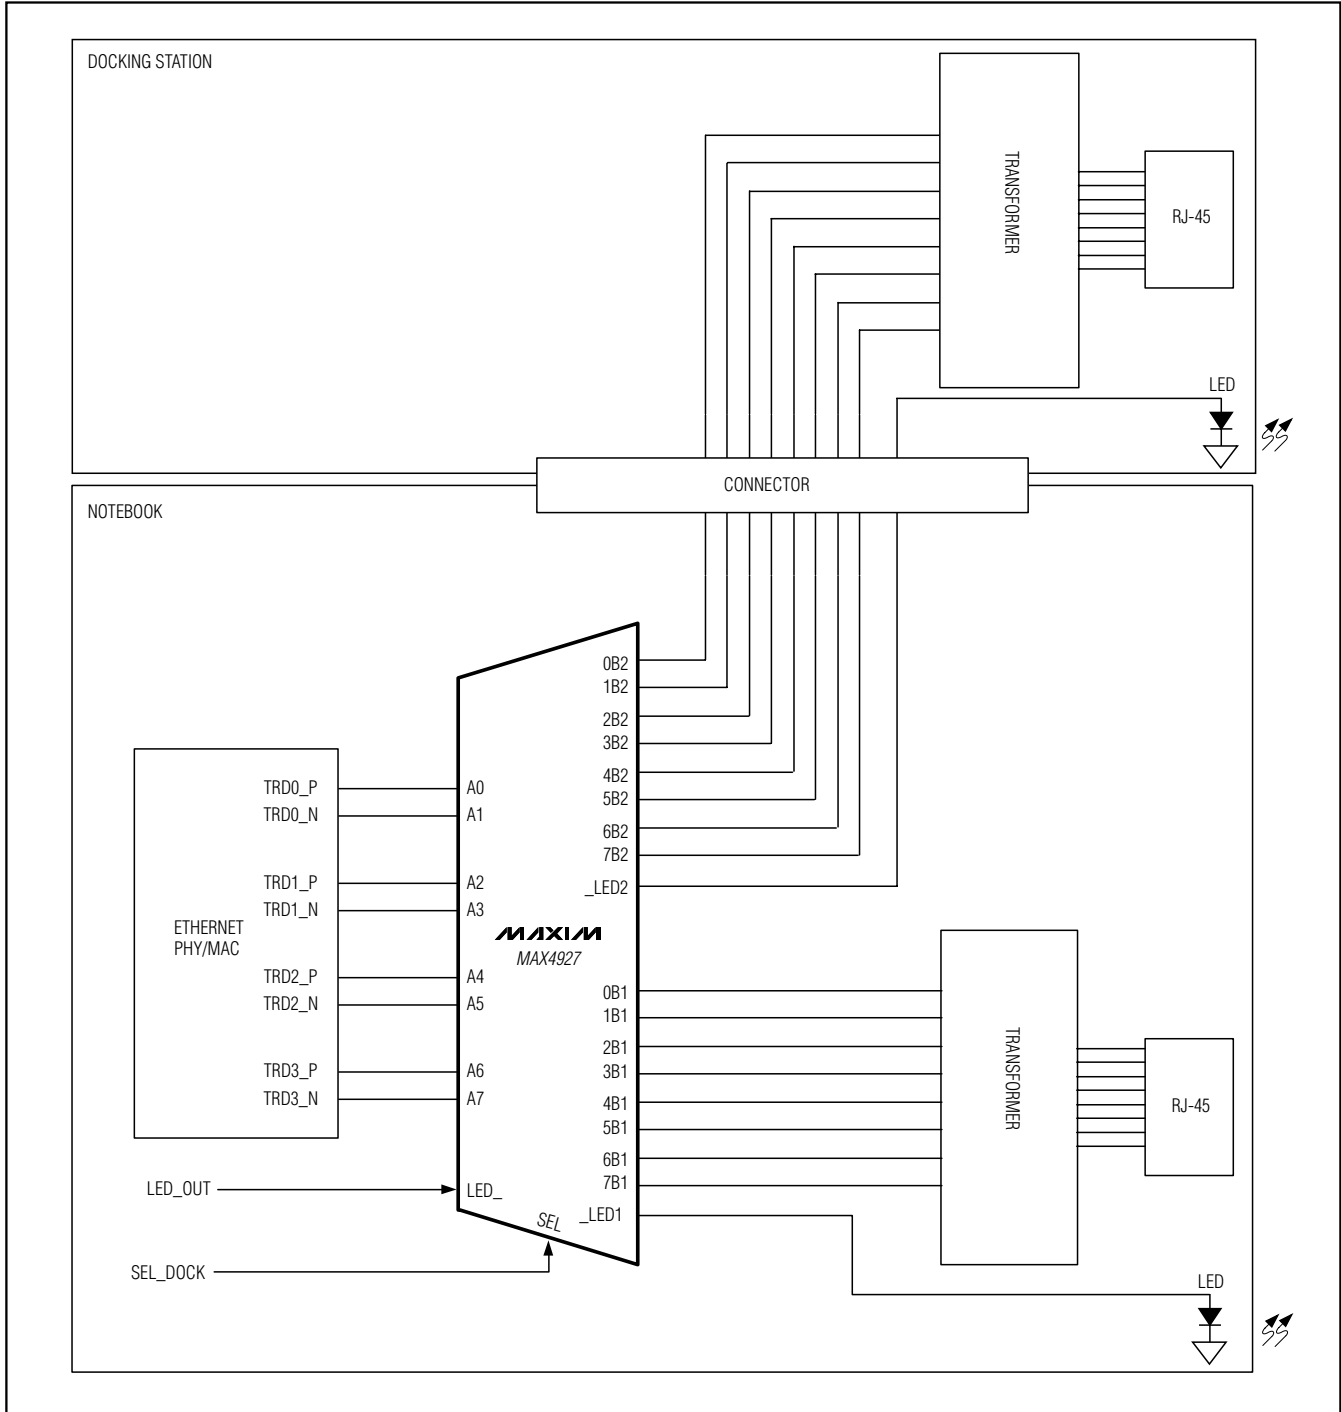 DOCKING STATION
TRANSFORMER
RJ-45
LED
CONNECTOR
NOTEBOOK
0B2
1B2
2B2
3B2
4B2
5B2
6B2
7B2
_LED2
ETHERNET
PHY/MAC
TRD0_P
TRD0_N
TRD1_P
TRD1_N
TRD2_P
TRD2_N
TRD3_P
TRD3_N
A0
A1
A2
A3
A4
A5
A6
A7
MAXIM
MAX4927
0B1
1B1
2B1
3B1
4B1
5B1
6B1
7B1
_LED1
TRANSFORMER
RJ-45
LED_OUT
LED_
SEL
SEL_DOCK
LED